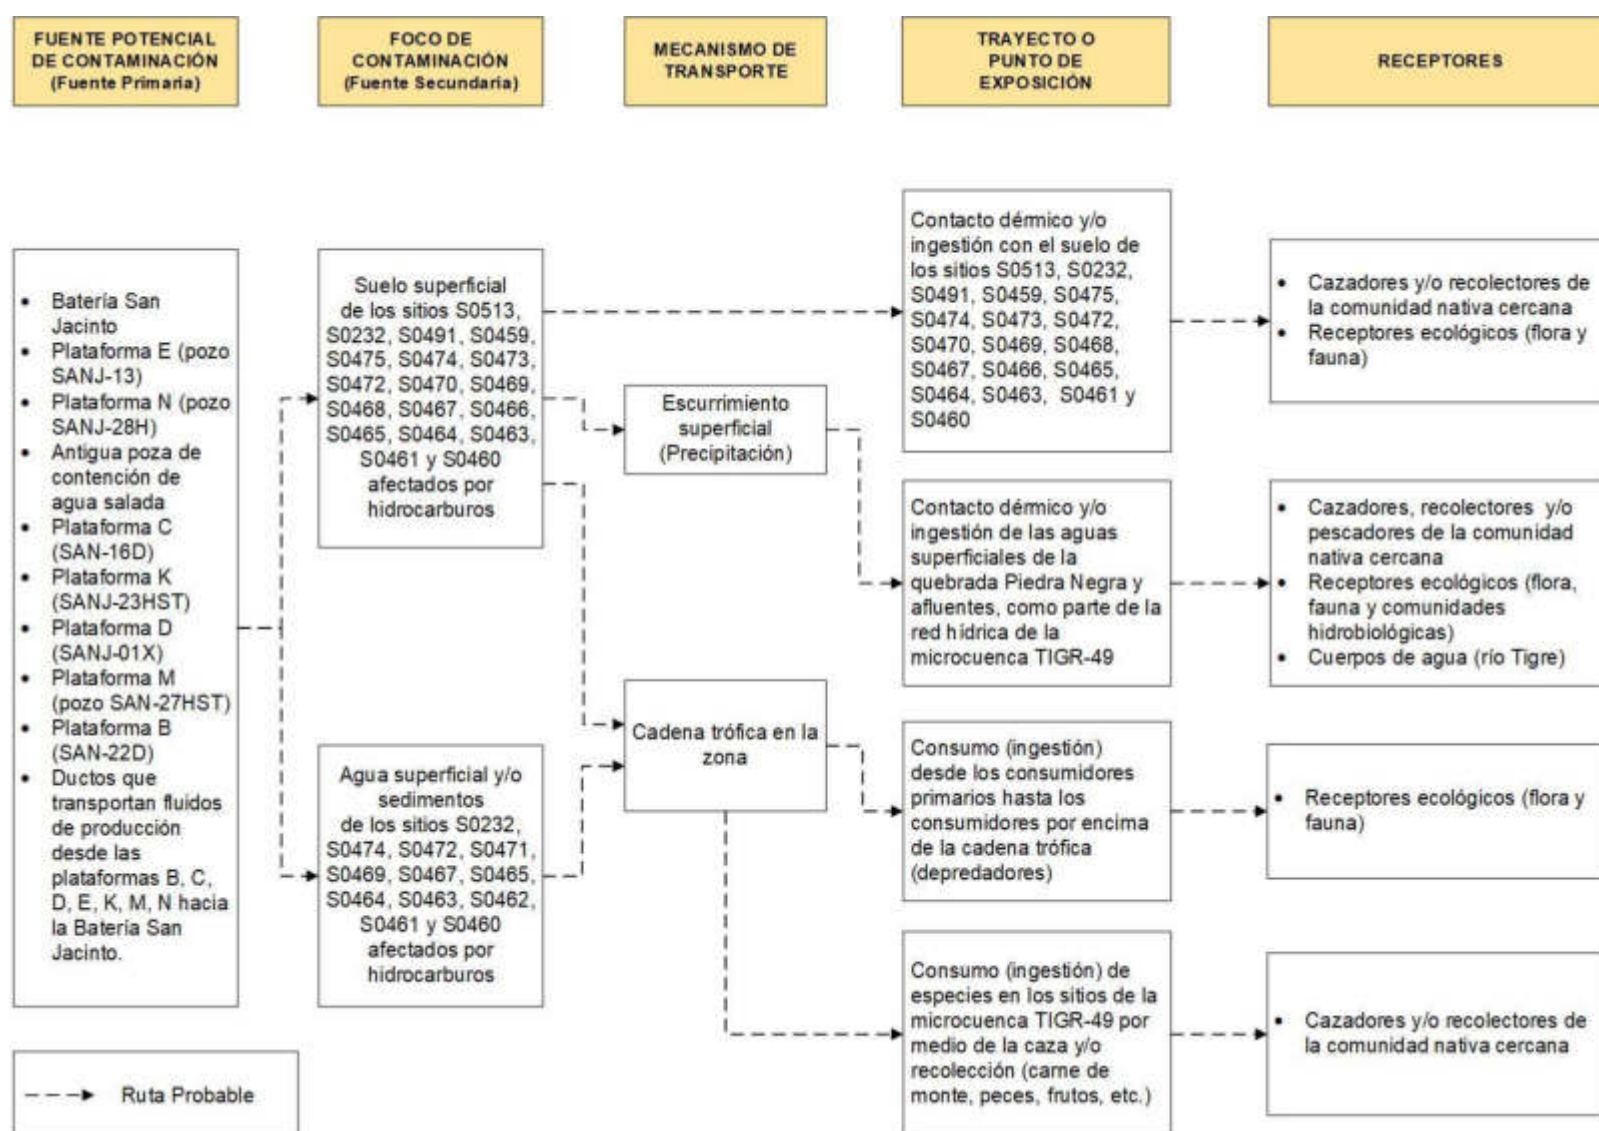 FUENTE POTENCIAL
DE CONTAMINACIÓN
(Fuente Primaria)
FOCO DE
CONTAMINACIÓN
(Fuente Secundaria)
MECANISMO DE
TRANSPORTE
TRAYECTO O
PUNTO DE
EXPOSICIÓN
RECEPTORES
• Batería San
Jacinto
• Plataforma E (pozo
SANJ-13)
• Plataforma N (pozo
SANJ-28H)
• Antigua poza de
contención de
agua salada
• Plataforma C
(SAN-16D)
• Plataforma K
(SANJ-23HST)
• Plataforma D
(SANJ-01X)
• Plataforma M
(pozo SAN-27HST)
• Plataforma B
(SAN-22D)
• Ductos que
transportan fluidos
de producción
desde las
plataformas B, C,
D, E, K, M, N hacia
la Batería San
Jacinto.
Suelo superficial
de los sitios S0513,
S0232, S0491, S0459,
S0475, S0474, S0473,
S0472, S0470, S0469,
S0468, S0467, S0466,
S0465, S0464, S0463,
S0461 y S0460
afectados por
hidrocarburos
Agua superficial y/o
sedimentos
de los sitios S0232,
S0474, S0472, S0471,
S0469, S0467, S0465,
S0464, S0463, S0462,
S0461 y S0460
afectados por
hidrocarburos
Escurrimiento
superficial
(Precipitación)
Cadena trófica en la
zona
Contacto dérmico y/o
ingestión con el suelo de
los sitios S0513, S0232,
S0491, S0459, S0475,
S0474, S0473, S0472,
S0470, S0469, S0468,
S0467, S0466, S0465,
S0464, S0463, S0461 y
S0460
Contacto dérmico y/o
ingestión de las aguas
superficiales de la
quebrada Piedra Negra y
afluentes, como parte de la
red hídrica de la
microcuenca TIGR-49
Consumo (ingestión)
desde los consumidores
primarios hasta los
consumidores por encima
de la cadena trófica
(depredadores)
Consumo (ingestión) de
especies en los sitios de la
microcuenca TIGR-49 por
medio de la caza y/o
recolección (carne de
monte, peces, frutos, etc.)
• Cazadores y/o recolectores de
la comunidad nativa cercana
• Receptores ecológicos (flora y
fauna)
• Cazadores, recolectores y/o
pescadores de la comunidad
nativa cercana
• Receptores ecológicos (flora,
fauna y comunidades
hidrobiológicas)
• Cuerpos de agua (río Tigre)
• Receptores ecológicos (flora y
fauna)
• Cazadores y/o recolectores de
la comunidad nativa cercana
Ruta Probable